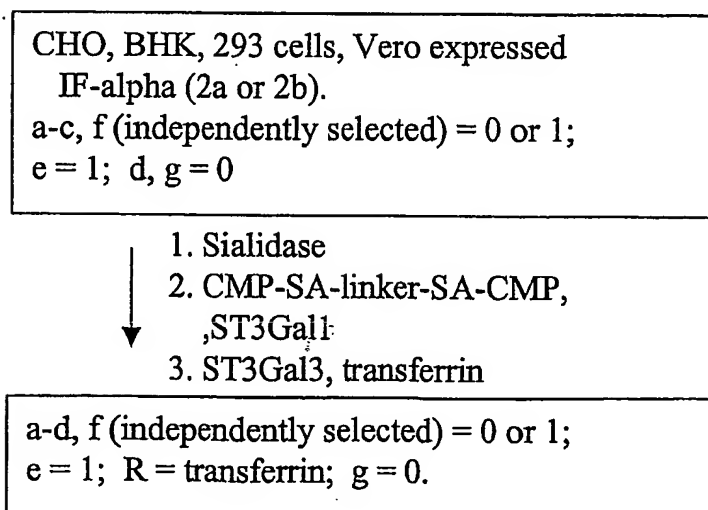 CHO, BHK, 293 cells, Vero expressed
IF-alpha (2a or 2b).
a-c, f (independently selected) = 0 or 1;
e = 1; d, g = 0
1. Sialidase
2. CMP-SA-linker-SA-CMP,
,ST3Gal1
3. ST3Gal3, transferrin
a-d, f (independently selected) = 0 or 1;
e = 1; R = transferrin; g = 0.